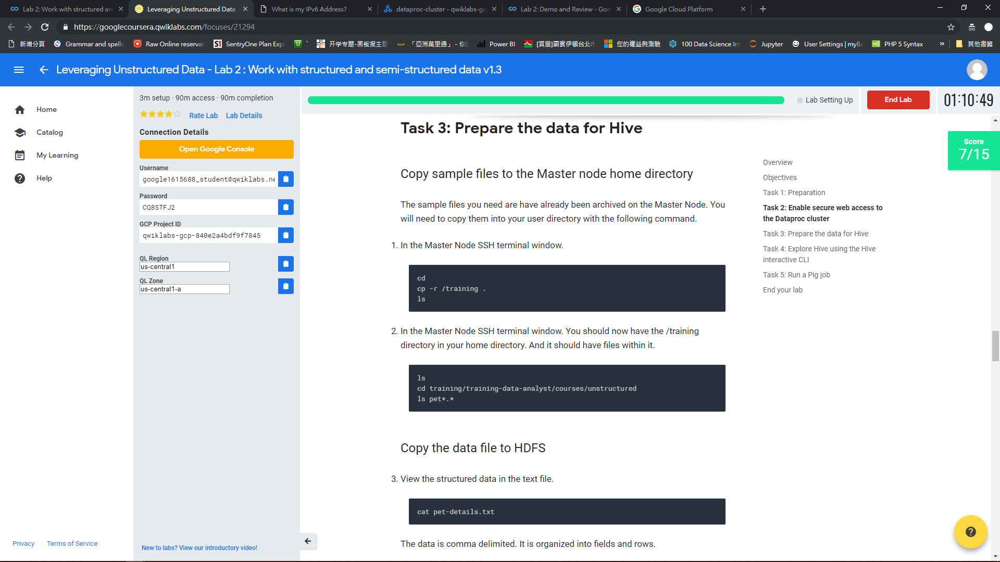 Lab 2: Work with structured an
Leveraging Unstructured Data
What is my IPv6 Address?
dataproc-cluster - qwiklabs-gc
Lab 2: Demo and Review - Goo
Google Cloud Platform
https://googlecoursera.qwiklabs.com/focuses/21294
新增分頁
Grammar and spell
Raw Online reservat
SentryOne Plan Expl
开学专题-黑板报主题
「亞洲萬里通」 - 你的
Power BI
[買屋]國賓伊頓台北市
您的權益與測驗
100 Data Science In
Jupyter
User Settings | myBa
PHP 5 Syntax
»
其他書籤
Leveraging Unstructured Data - Lab 2 : Work with structured and semi-structured data v1.3
Home
Catalog
My Learning
Help
Privacy
Terms of Service
3m setup · 90m access · 90m completion
Rate Lab
Lab Details
Connection Details
Open Google Console
Username
google1615688_student@qwiklabs.ne
Password
CQ8STFJ2
GCP Project ID
qwiklabs-gcp-840e2a4bdf9f7845
QL Region
us-central1
QL Zone
us-central1-a
New to labs? View our introductory video!
Lab Setting Up
End Lab
01:10:49
Task 3: Prepare the data for Hive
Copy sample files to the Master node home directory
The sample files you need are have already been archived on the Master Node. You
will need to copy them into your user directory with the following command.
1. In the Master Node SSH terminal window.
cd
cp -r /training .
ls
2. In the Master Node SSH terminal window. You should now have the /training
directory in your home directory. And it should have files within it.
ls
cd training/training-data-analyst/courses/unstructured
ls pet*.*
Copy the data file to HDFS
3. View the structured data in the text file.
cat pet-details.txt
The data is comma delimited. It is organized into fields and rows.
Overview
Objectives
Task 1: Preparation
Task 2: Enable secure web access to
the Dataproc cluster
Task 3: Prepare the data for Hive
Task 4: Explore Hive using the Hive
interactive CLI
Task 5: Run a Pig job
End your lab
Score
7/15